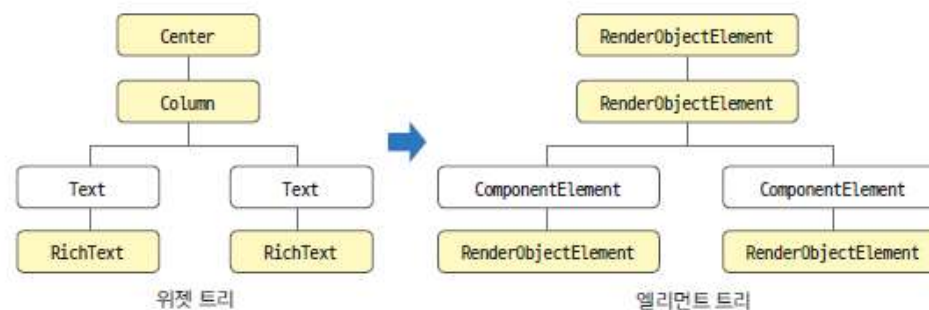 Center RenderObjectElement
Column RenderObjectElement
Text Text ComponentElement ComponentElement
RichText RichText RenderObjectElement RenderObjectElement
위젯 트리 엘리먼트 트리